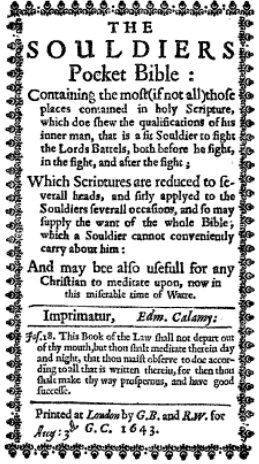 THE
SOULDIERS
Pocket Bible :
Containing the most (if not all) those
places contained in holy Scripture,
which doe shew the qualifications of his
inner man, that is a fit Souldier to fight
the Lords Battels, both before he fight,
in the fight, and after the fight ;
Which Scriptures are reduced to se-
verall heads, and fitly applyed to the
Souldiers severall occasions, and so may
supply the want of the whole Bible ;
which a Souldier cannot conveniently
carry about him :
And may bee also usefull for any
Christian to meditate upon, now in
this miserable time of Warre.
Imprimatur, Edm. Calamy:
Jos. 18. This Book of the Law shall not depart out
of thy mouth, but thou shalt meditate therein day
and night, that thou maist observe to doe accor-
ding to all that is written therein, for then thou
shalt make thy way prosperous, and have good
successe.
Printed at London by G.B. and R.W. for
G. C. 1643.